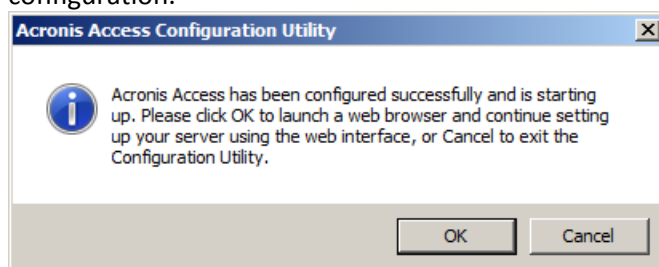 configuration.
Acronis Access Configuration Utility
Acronis Access has been configured successfully and is starting
up. Please click OK to launch a web browser and continue setting
up your server using the web interface, or Cancel to exit the
Configuration Utility.
OK Cancel